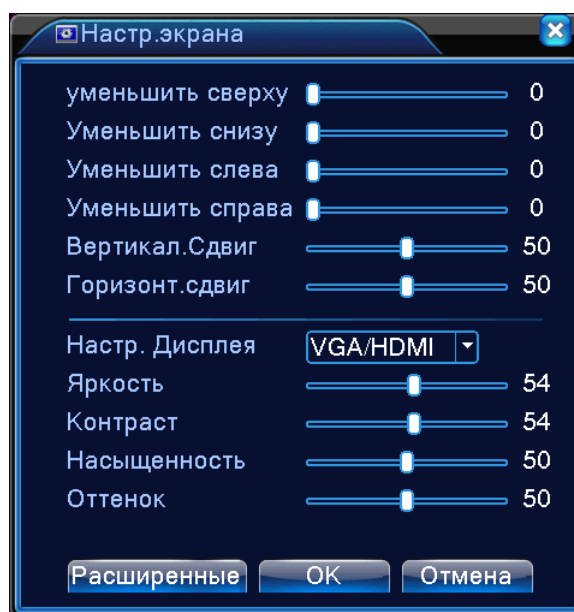 Настр.экрана
уменьшить сверху 0
Уменьшить снизу 0
Уменьшить слева 0
Уменьшить справа 0
Вертикал.Сдвиг 50
Горизонт.сдвиг 50
Настр. Дисплея VGA/HDMI
Яркость 54
Контраст 54
Насыщенность 50
Оттенок 50
Расширенные OK Отмена